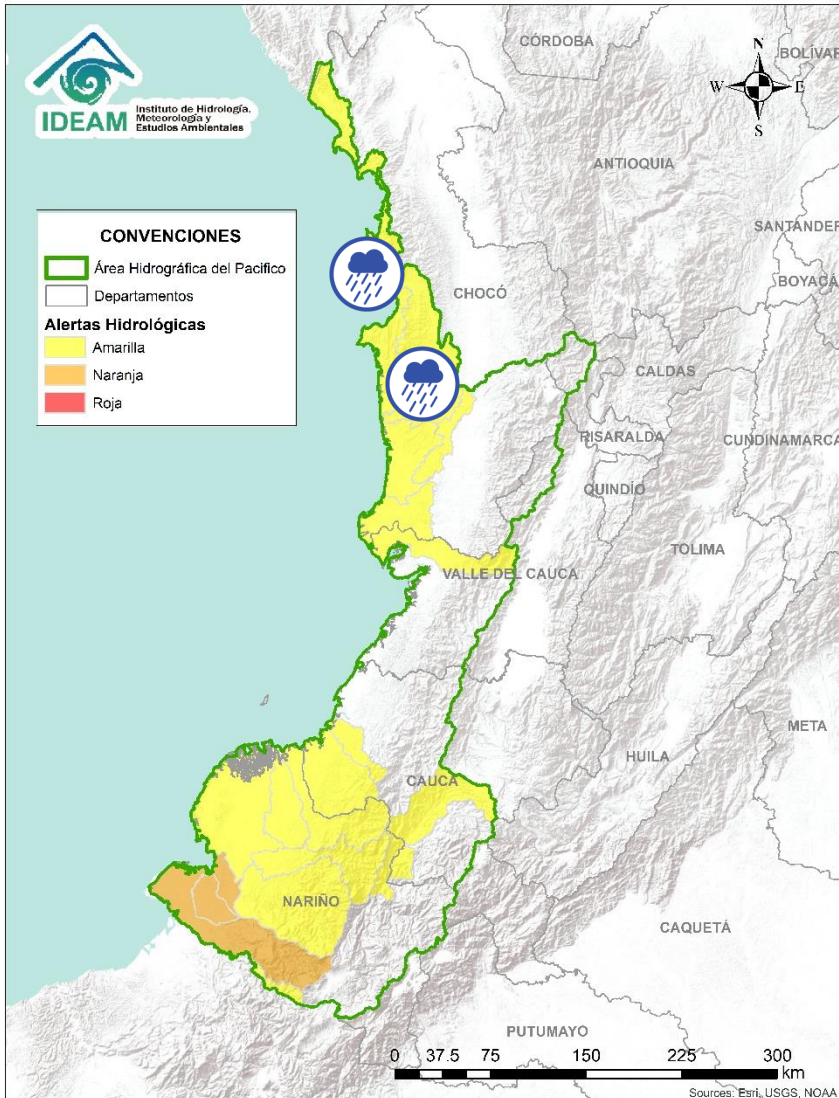 IDEAM
Instituto de Hidrología,
Meteorología y
Estudios Ambientales
N
W E
S
CONVENCIONES
Área Hidrográfica del Pacifico
Departamentos
Alertas Hidrológicas
Amarilla
Naranja
Roja
CÓRDOBA
BOLÍVAR
ANTIOQUIA
SANTANDER
BOYACÁ
CHOCÓ
CALDAS
RISARALDA
CUNDINAMARCA
QUINDÍO
TOLIMA
VALLE DEL CAUCA
META
HUILA
CAUCA
NARIÑO
CAQUETÁ
PUTUMAYO
0 37.5 75 150 225 300
km
Sources: Esri, USGS, NOAA